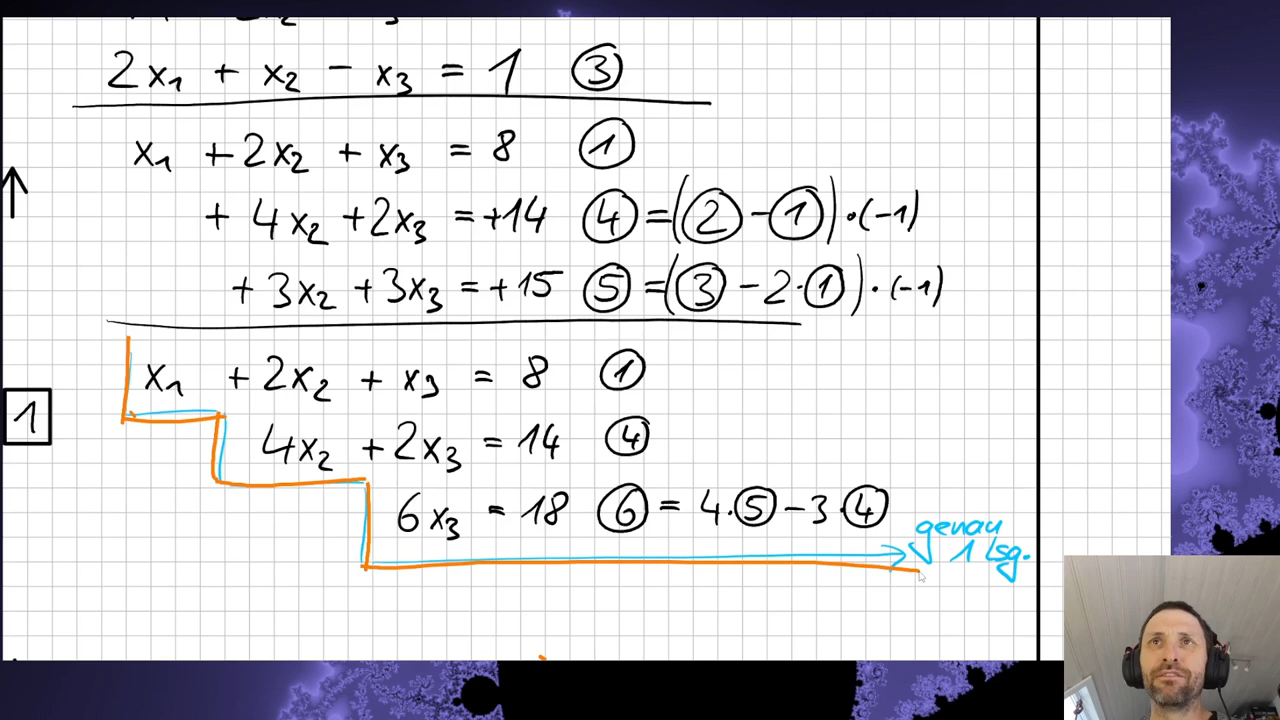 2x₁ + x₂ − x₃ = 1 ③
x₁ + 2x₂ + x₃ = 8 ①
+ 4x₂ + 2x₃ = +14 ④ = (② − ①) · (−1)
+ 3x₂ + 3x₃ = +15 ⑤ = (③ − 2 · ①) · (−1)
x₁ + 2x₂ + x₃ = 8 ①
1
4x₂ + 2x₃ = 14 ④
6x₃ = 18 ⑥ = 4 · ⑤ − 3 · ④
genau
1 Lsg.